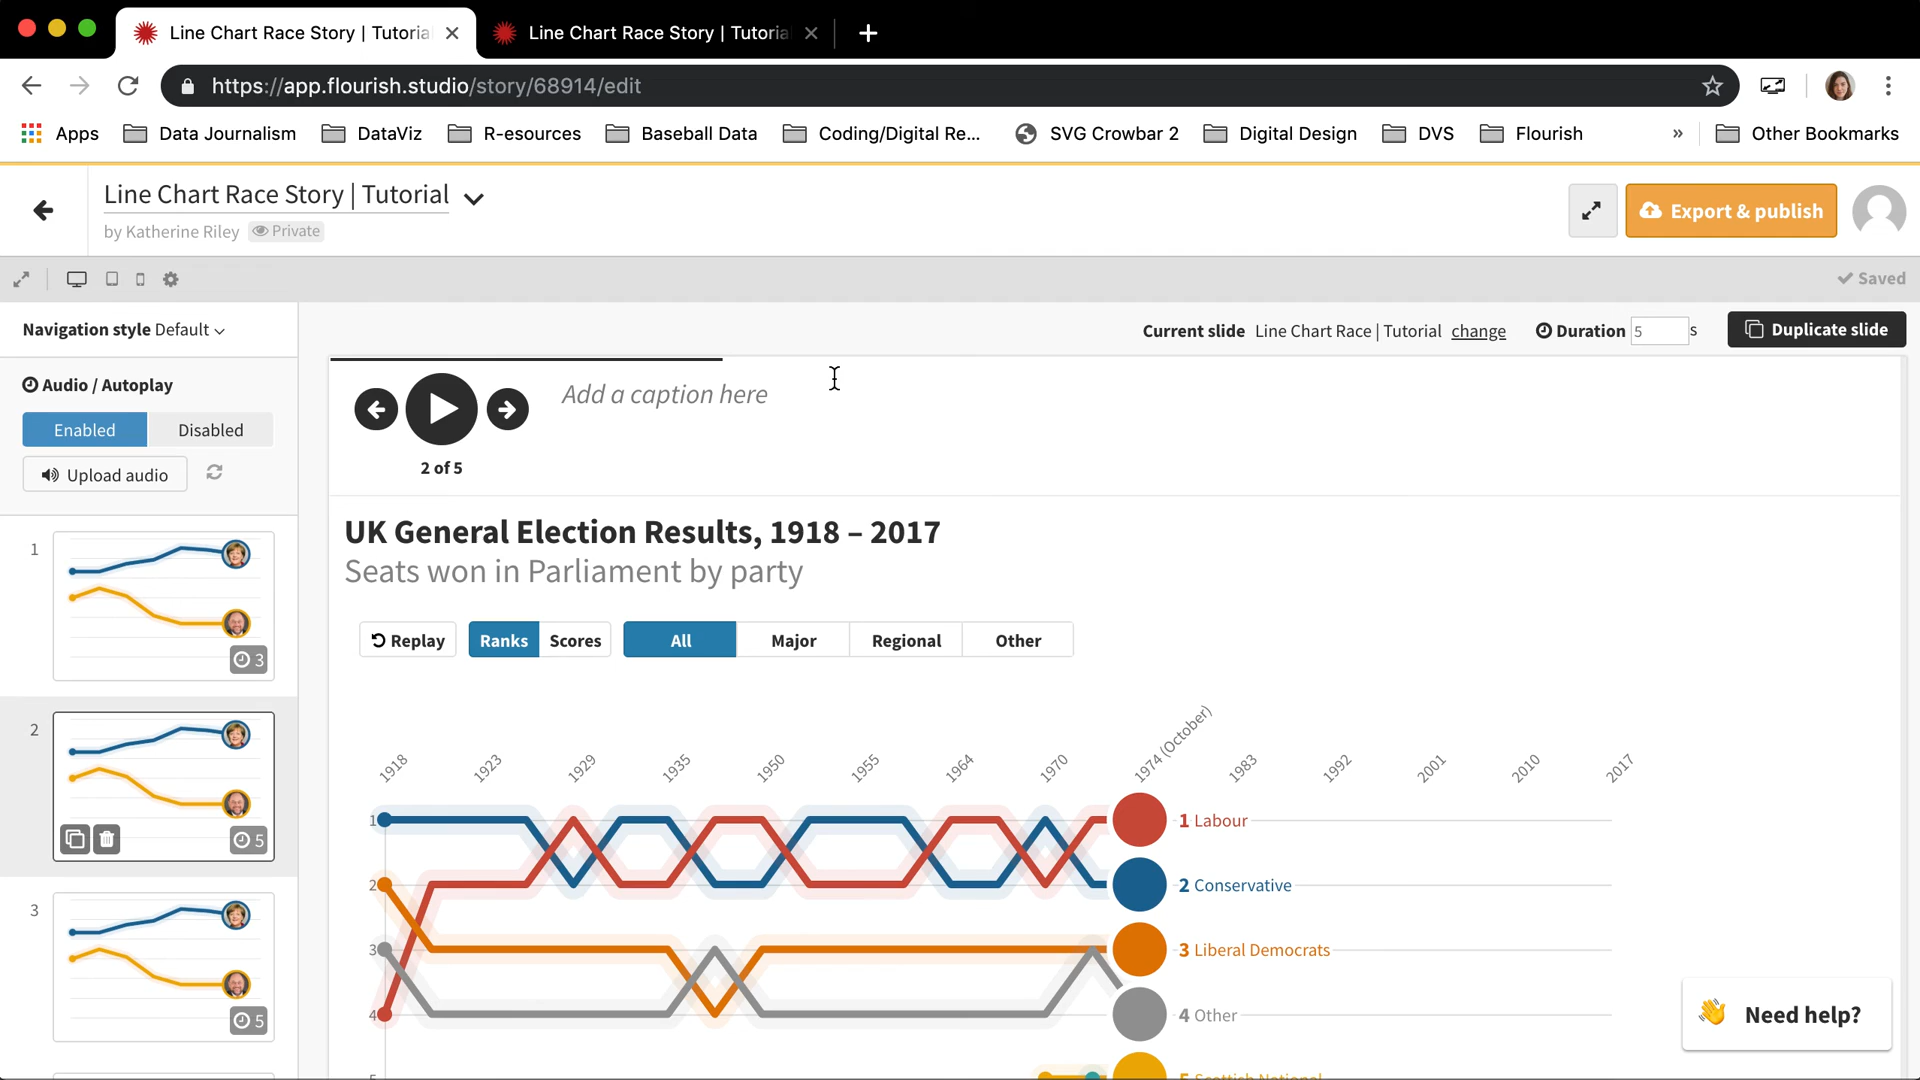 Line Chart Race Story | Tutoria
Line Chart Race Story | Tutoria
https://app.flourish.studio/story/68914/edit
Apps
Data Journalism
DataViz
R-esources
Baseball Data
Coding/Digital Re...
SVG Crowbar 2
Digital Design
DVS
Flourish
»
Other Bookmarks
Line Chart Race Story | Tutorial
by Katherine Riley
Private
Export & publish
Saved
Navigation style Default
Current slide Line Chart Race | Tutorial change
Duration 5 s
Duplicate slide
Audio / Autoplay
Enabled
Disabled
Upload audio
Add a caption here
2 of 5
UK General Election Results, 1918 – 2017
Seats won in Parliament by party
Replay
Ranks
Scores
All
Major
Regional
Other
1
3
2
5
3
5
1918
1923
1929
1935
1950
1955
1964
1970
1974 (October)
1983
1992
2001
2010
2017
1
1 Labour
2
2 Conservative
3
3 Liberal Democrats
4
4 Other
5
5 Scottish National
Need help?